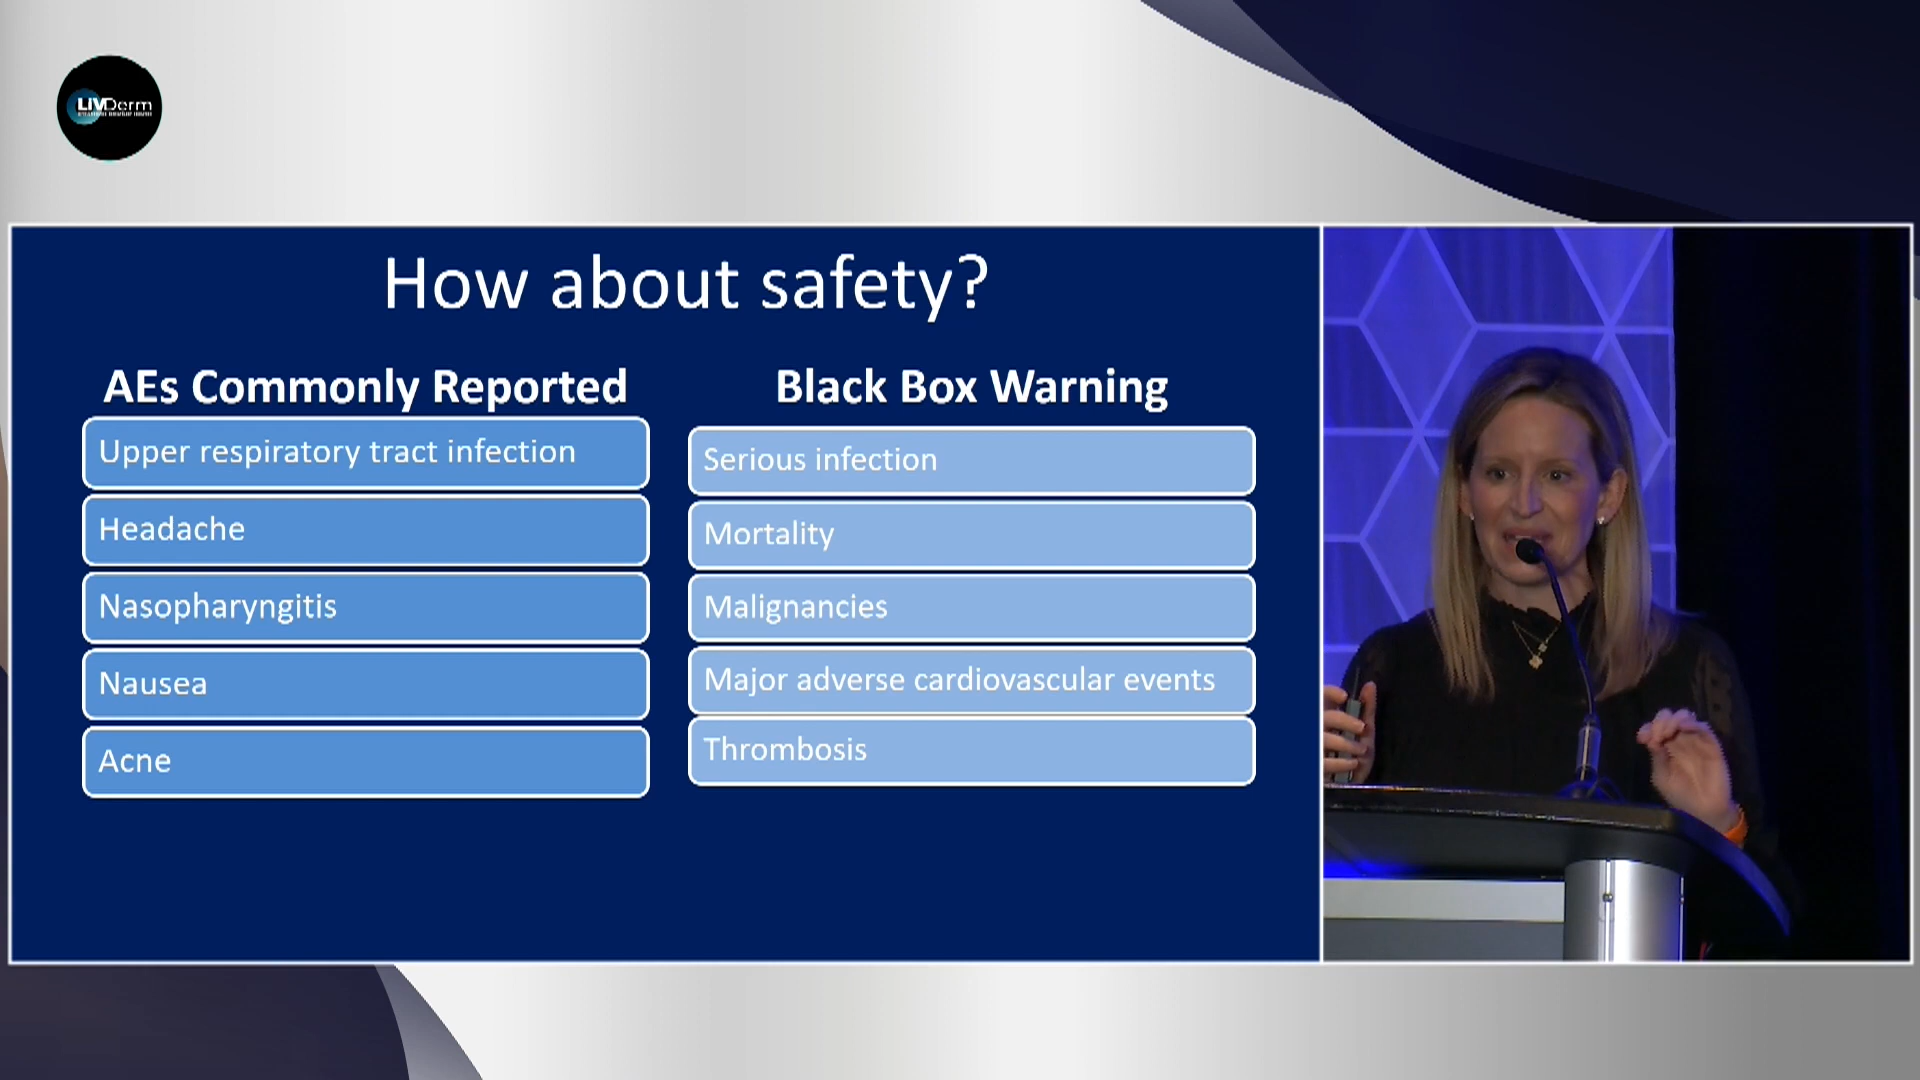 LIVDerm
How about safety?
AEs Commonly Reported
Upper respiratory tract infection
Headache
Nasopharyngitis
Nausea
Acne
Black Box Warning
Serious infection
Mortality
Malignancies
Major adverse cardiovascular events
Thrombosis